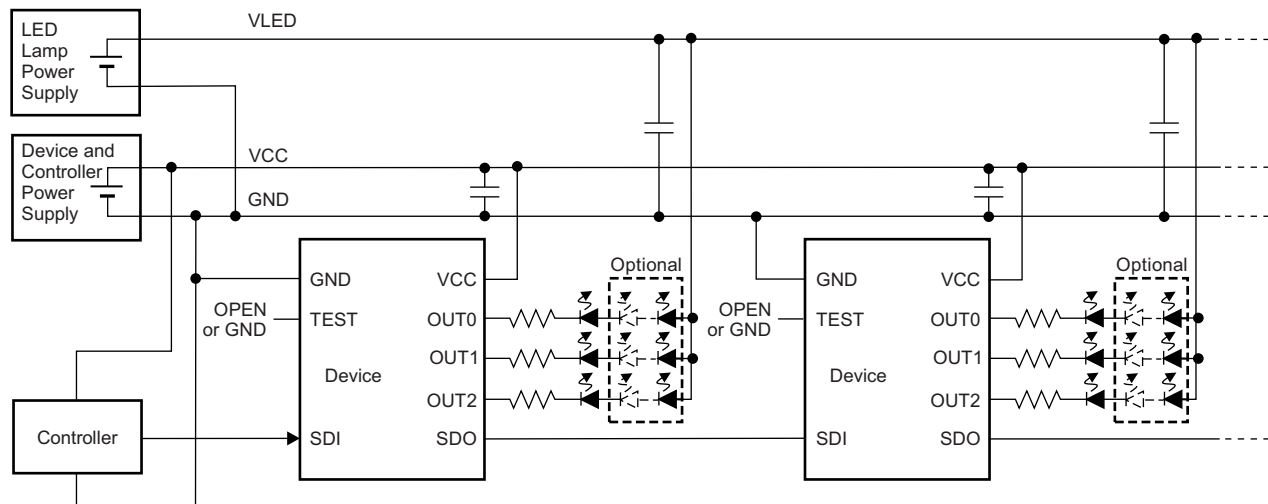 LED
Lamp
Power
Supply
VLED
Device and
Controller
Power
Supply
VCC
GND
GND
VCC
OPEN
or GND
TEST
OUT0
OUT1
Device
OUT2
SDI
SDO
Optional
GND
VCC
OPEN
or GND
TEST
OUT0
OUT1
Device
OUT2
SDI
SDO
Optional
Controller